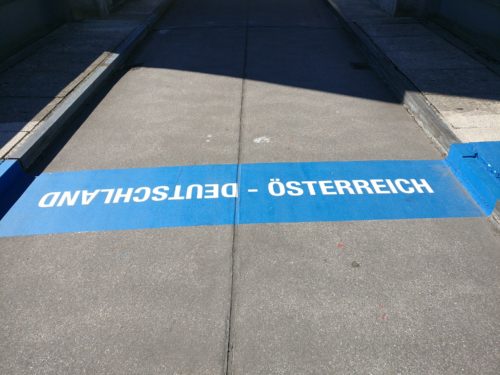 DEUTSCHLAND - ÖSTERREICH